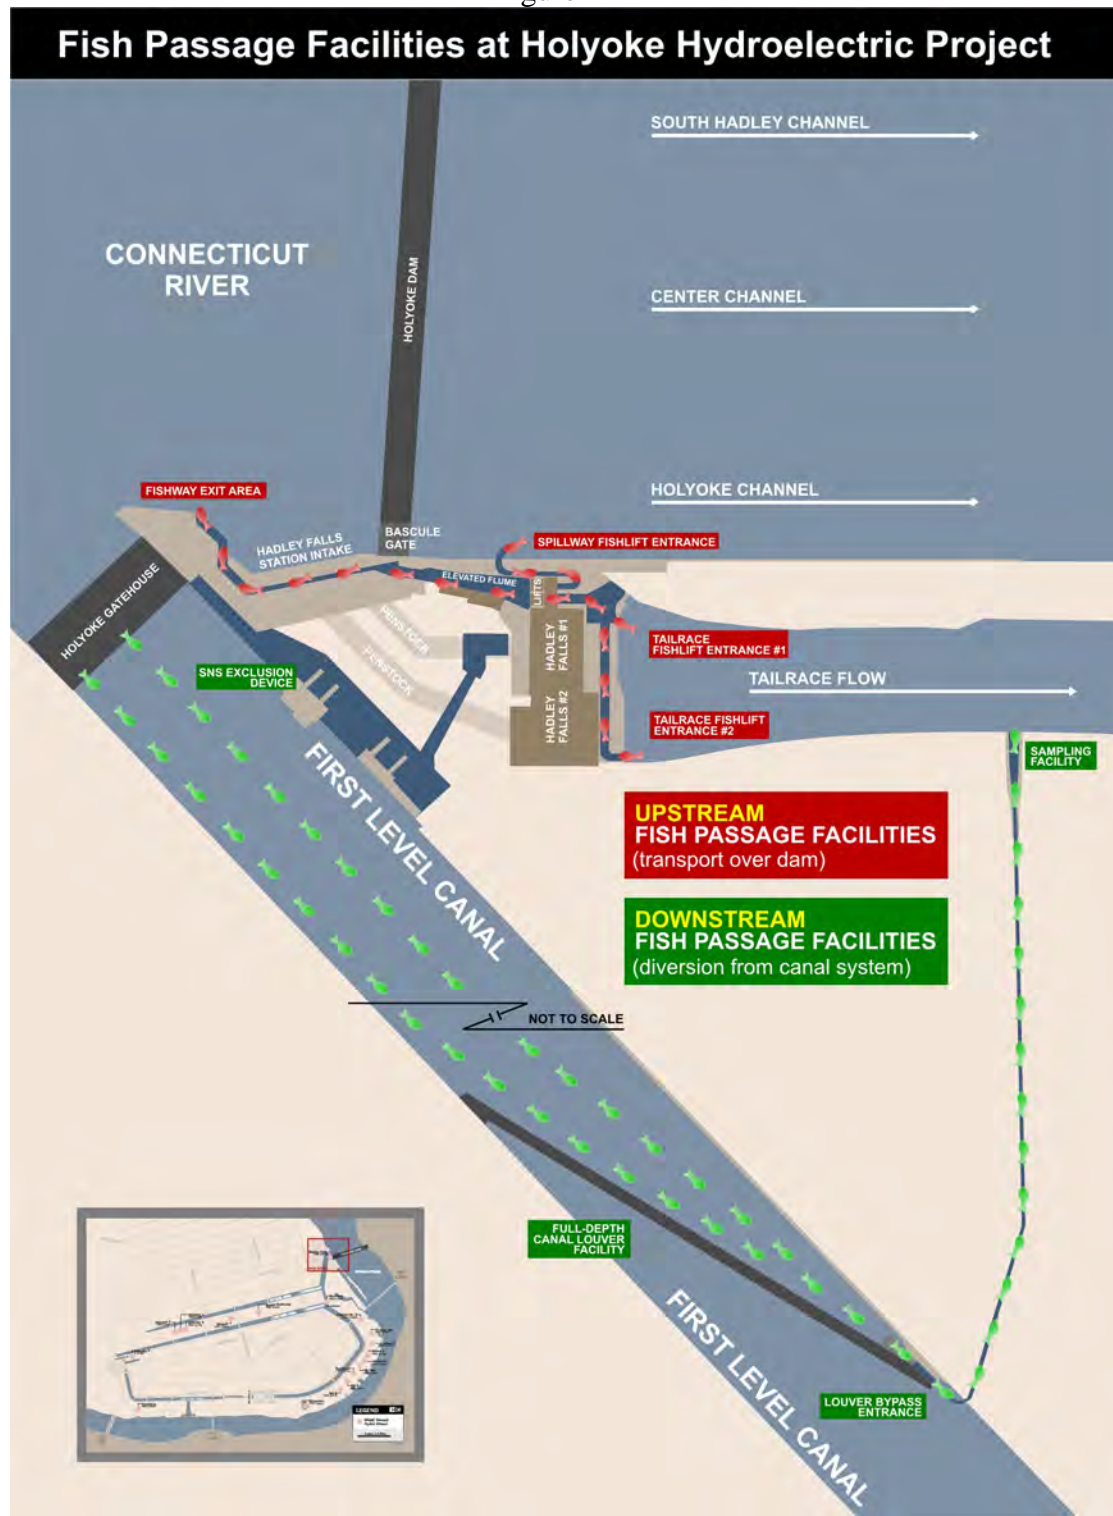 Fish Passage Facilities at Holyoke Hydroelectric Project
SOUTH HADLEY CHANNEL
CONNECTICUT
RIVER
HOLYOKE DAM
CENTER CHANNEL
HOLYOKE CHANNEL
FISHWAY EXIT AREA
HADLEY FALLS
STATION INTAKE
BASCULE
GATE
SPILLWAY FISHLIFT ENTRANCE
ELEVATED FLUME
LIFTS
HOLYOKE GATEHOUSE
PENSTOCK
PENSTOCK
HADLEY
FALLS #1
HADLEY
FALLS #2
TAILRACE
FISHLIFT ENTRANCE #1
SNS EXCLUSION
DEVICE
TAILRACE FLOW
TAILRACE FISHLIFT
ENTRANCE #2
SAMPLING
FACILITY
FIRST LEVEL CANAL
UPSTREAM
FISH PASSAGE FACILITIES
(transport over dam)
DOWNSTREAM
FISH PASSAGE FACILITIES
(diversion from canal system)
NOT TO SCALE
FULL-DEPTH
CANAL LOUVER
FACILITY
FIRST LEVEL CANAL
LOUVER BYPASS
ENTRANCE
LEGEND